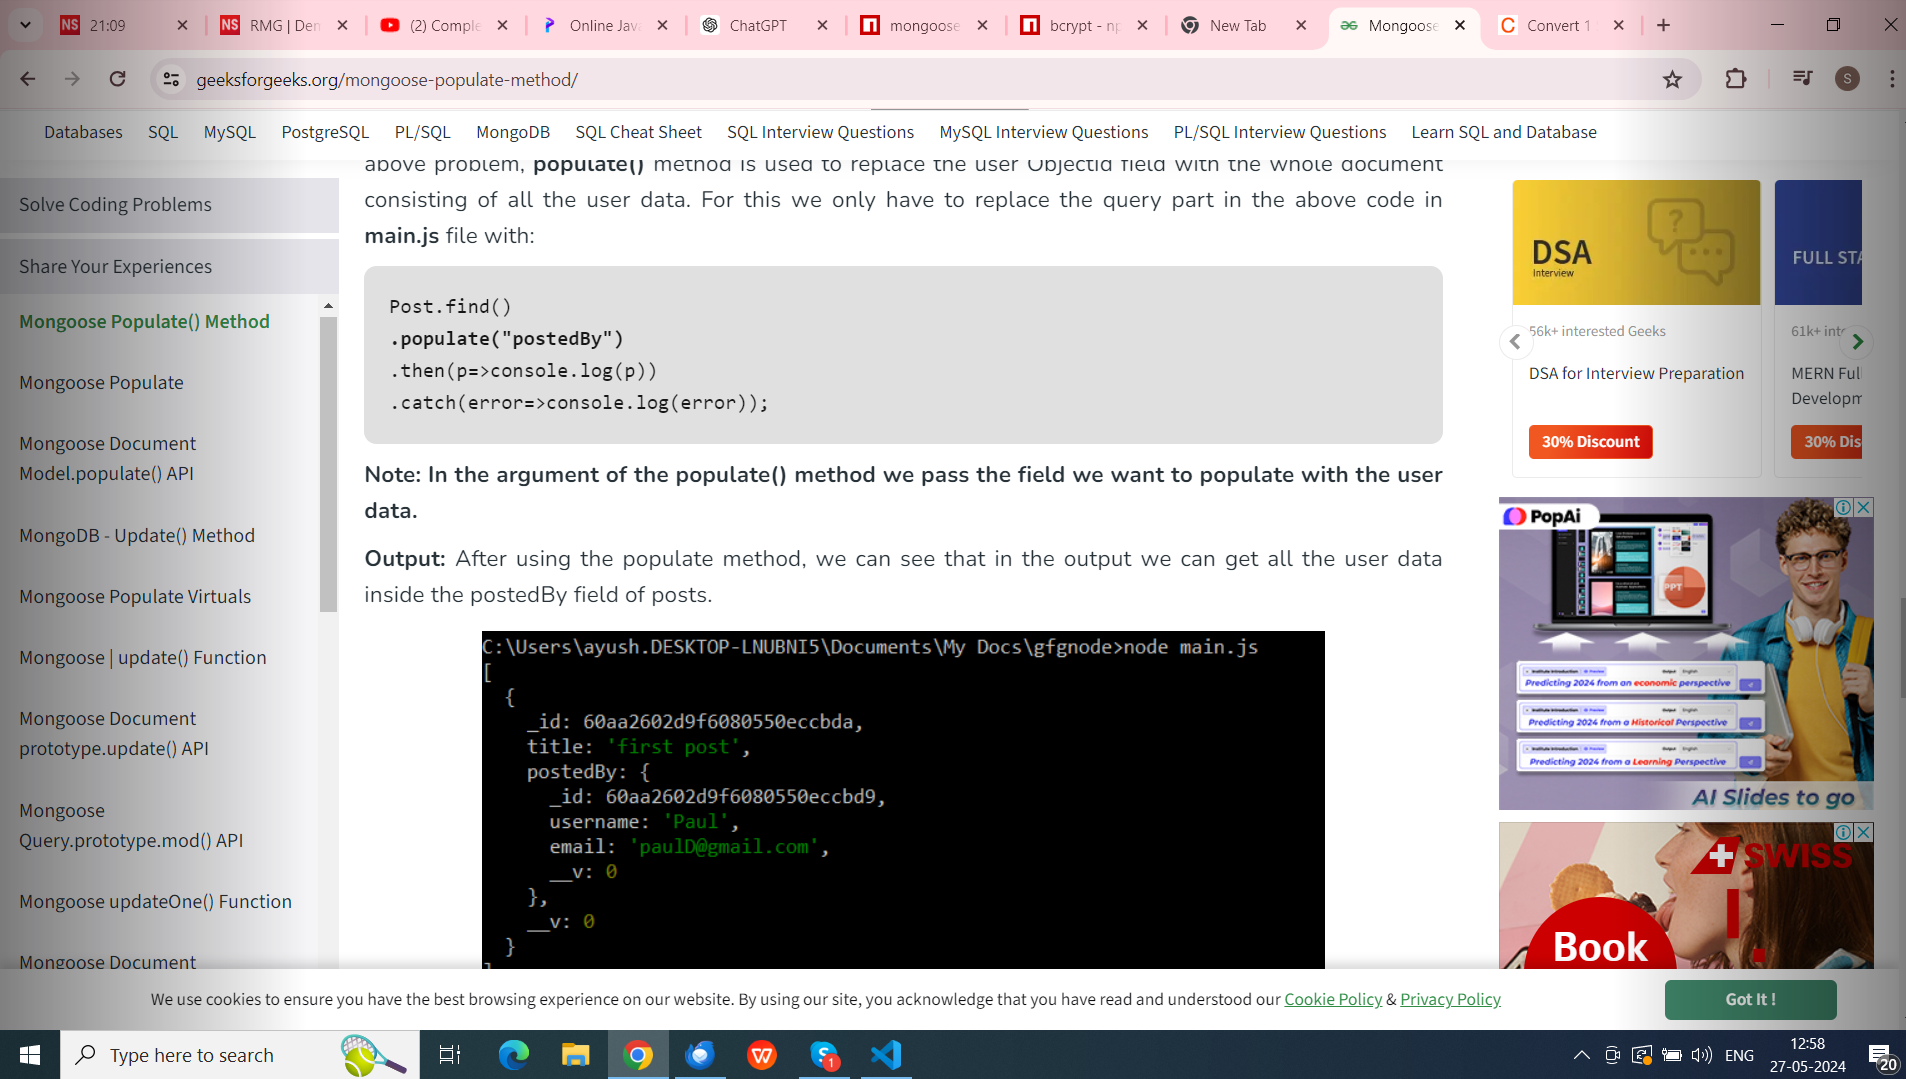 21:09
RMG | Den
(2) Comple
Online Jav
ChatGPT
mongoose
bcrypt - np
New Tab
Mongoose
Convert 1
geeksforgeeks.org/mongoose-populate-method/
S
Databases SQL MySQL PostgreSQL PL/SQL MongoDB SQL Cheat Sheet SQL Interview Questions MySQL Interview Questions PL/SQL Interview Questions Learn SQL and Database
Solve Coding Problems
Share Your Experiences
Mongoose Populate() Method
Mongoose Populate
Mongoose Document
Model.populate() API
MongoDB - Update() Method
Mongoose Populate Virtuals
Mongoose | update() Function
Mongoose Document
prototype.update() API
Mongoose
Query.prototype.mod() API
Mongoose updateOne() Function
Mongoose Document
above problem, populate() method is used to replace the user ObjectId field with the whole document
consisting of all the user data. For this we only have to replace the query part in the above code in
main.js file with:
Post.find()
.populate("postedBy")
.then(p=>console.log(p))
.catch(error=>console.log(error));
Note: In the argument of the populate() method we pass the field we want to populate with the user
data.
Output: After using the populate method, we can see that in the output we can get all the user data
inside the postedBy field of posts.
C:\Users\ayush.DESKTOP-LNUBNI5\Documents\My Docs\gfgnode>node main.js
[
{
_id: 60aa2602d9f6080550eccbda,
title: 'first post',
postedBy: {
_id: 60aa2602d9f6080550eccbd9,
username: 'Paul',
email: 'paulD@gmail.com',
__v: 0
},
__v: 0
}
DSA
Interview
56k+ interested Geeks
DSA for Interview Preparation
30% Discount
FULL STA
61k+ inte
MERN Full
Developm
30% Dis
PopAi
PPT
Predicting 2024 from an economic perspective
Predicting 2024 from a Historical Perspective
Predicting 2024 from a Learning Perspective
AI Slides to go
SWISS
Book
We use cookies to ensure you have the best browsing experience on our website. By using our site, you acknowledge that you have read and understood our Cookie Policy & Privacy Policy
Got It !
Type here to search
1
ENG
12:58
27-05-2024
20